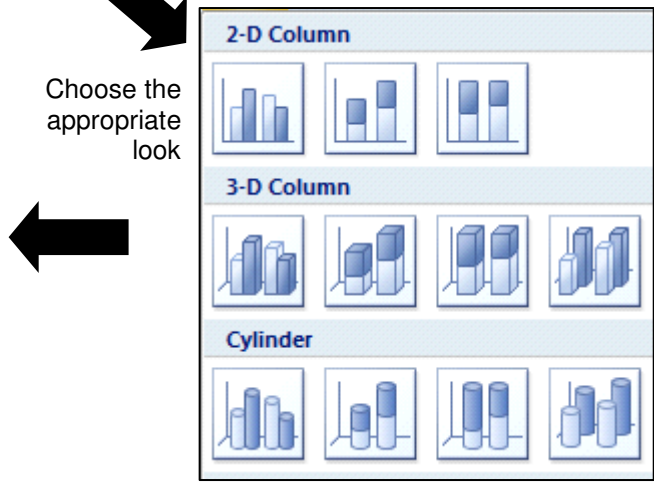 2-D Column
Choose the
appropriate
look
3-D Column
Cylinder